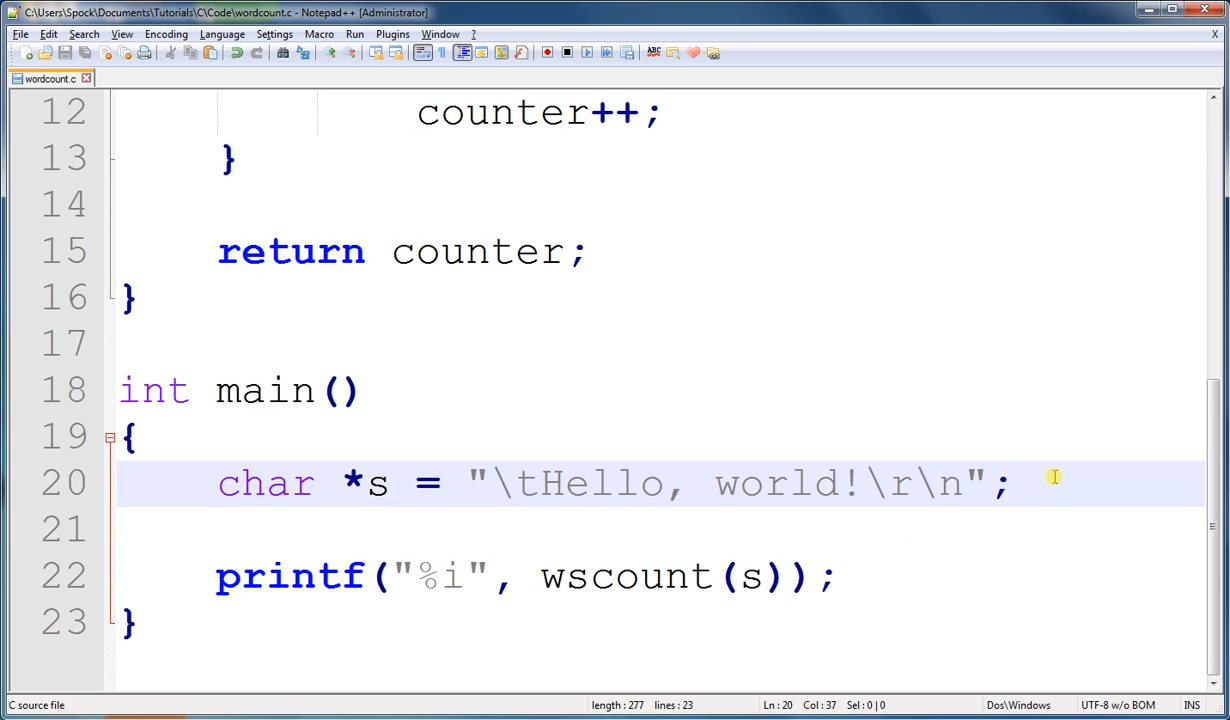 C:\Users\Spock\Documents\Tutorials\C\Code\wordcount.c - Notepad++ [Administrator]
File Edit Search View Encoding Language Settings Macro Run Plugins Window ? X
ABC
wordcount.c
12 counter++;
13 }
14
15 return counter;
16 }
17
18 int main()
19 {
20 char *s = "\tHello, world!\r\n";
21
22 printf("%i", wscount(s));
23 }
C source file length : 277 lines : 23 Ln : 20 Col : 37 Sel : 0 | 0 Dos\Windows UTF-8 w/o BOM INS